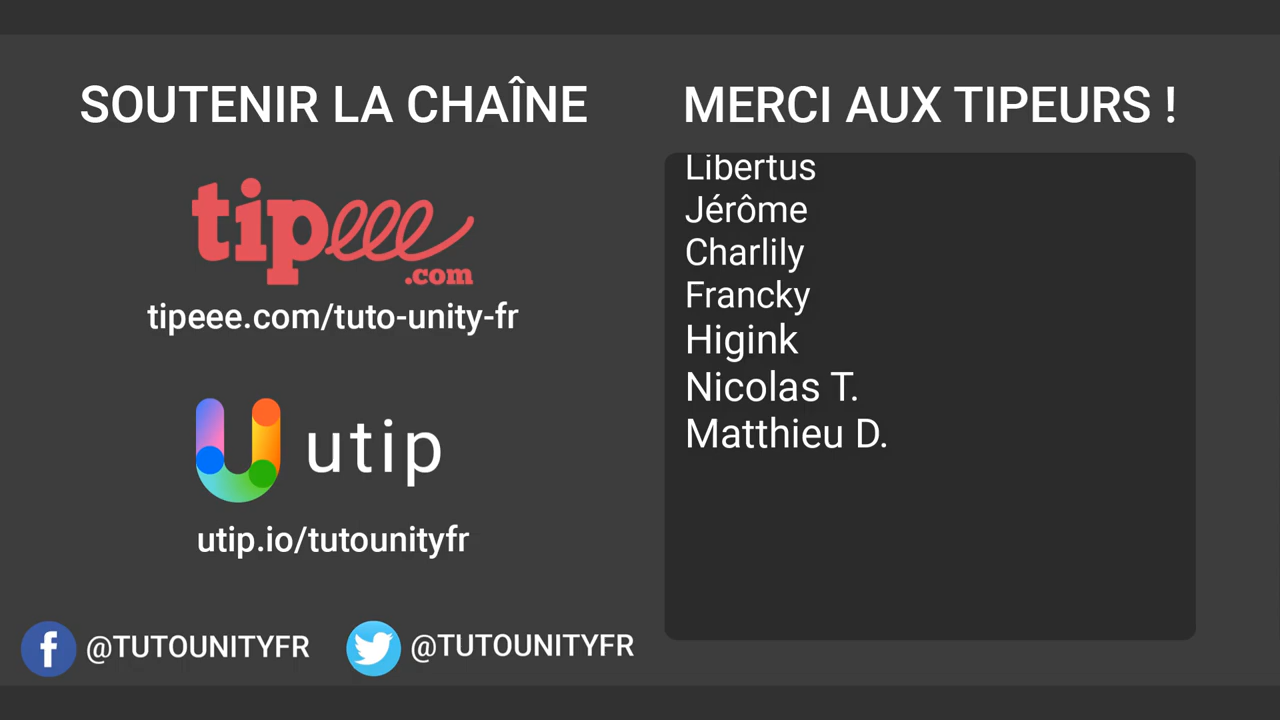 SOUTENIR LA CHAÎNE
tipeee
.com
tipeee.com/tuto-unity-fr
utip
utip.io/tutounityfr
@TUTOUNITYFR
@TUTOUNITYFR
MERCI AUX TIPEURS !
Libertus
Jérôme
Charlily
Francky
Higink
Nicolas T.
Matthieu D.